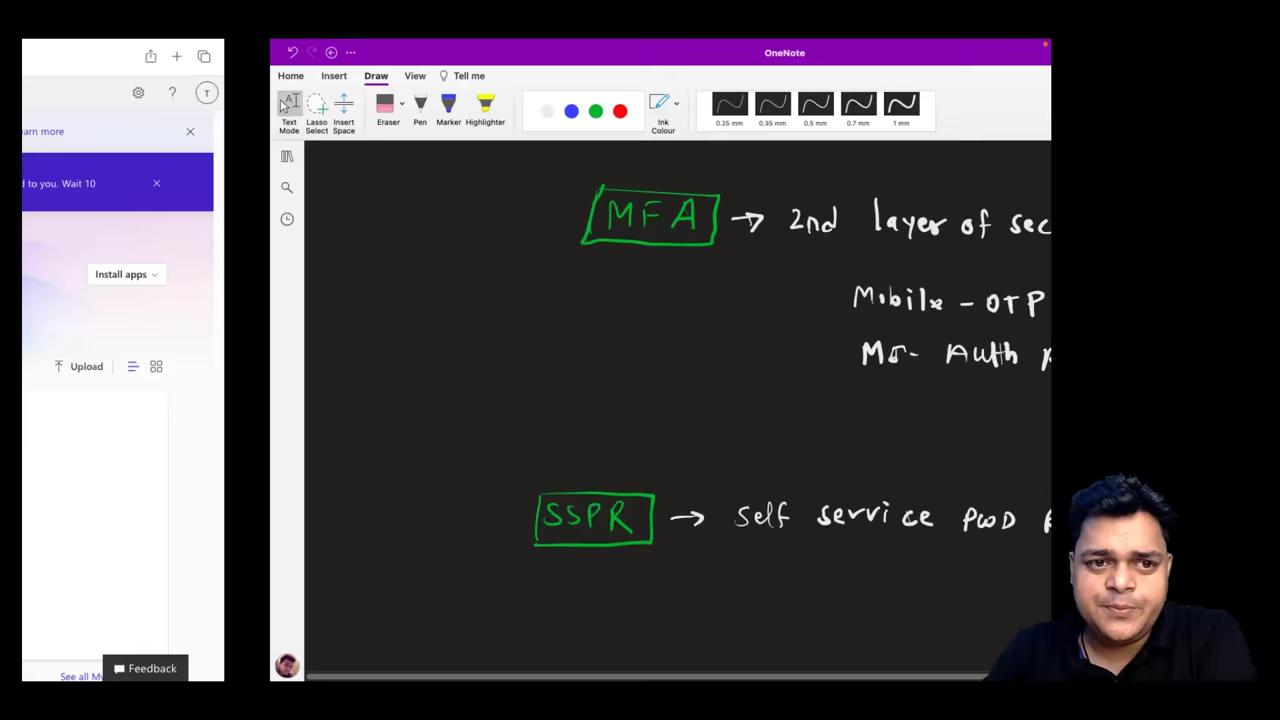 OneNote
Home Insert Draw View Tell me
Text Mode
Lasso Select
Insert Space
Eraser
Pen
Marker
Highlighter
Ink Colour
0.25 mm 0.35 mm 0.5 mm 0.7 mm 1 mm
T
arn more
d to you. Wait 10
Install apps
Upload
See all My
Feedback
MFA → 2nd layer of sec
Mobile - OTP
MS- Auth
SSPR → Self service PWD